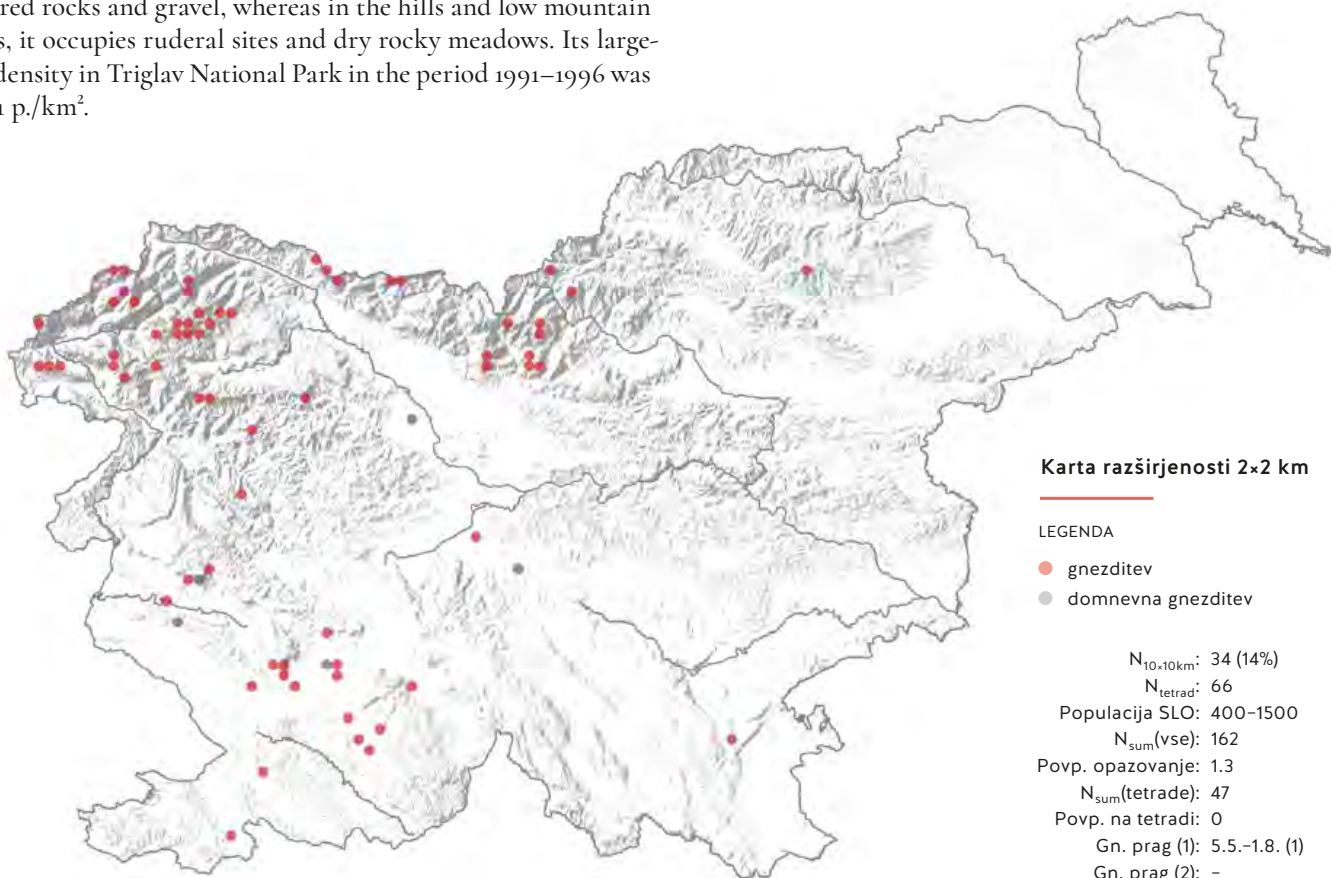 red rocks and gravel, whereas in the hills and low mountain
s, it occupies ruderal sites and dry rocky meadows. Its large-
density in Triglav National Park in the period 1991–1996 was
p./km².
Karta razširjenosti 2×2 km
LEGENDA
gnezditev
domnevna gnezditev
N10×10km: 34 (14%)
Ntetrad: 66
Populacija SLO: 400–1500
Nsum(vse): 162
Povp. opazovanje: 1.3
Nsum(tetrade): 47
Povp. na tetradi: 0
Gn. prag (1): 5.5.–1.8. (1)
Gn. prag (2): –